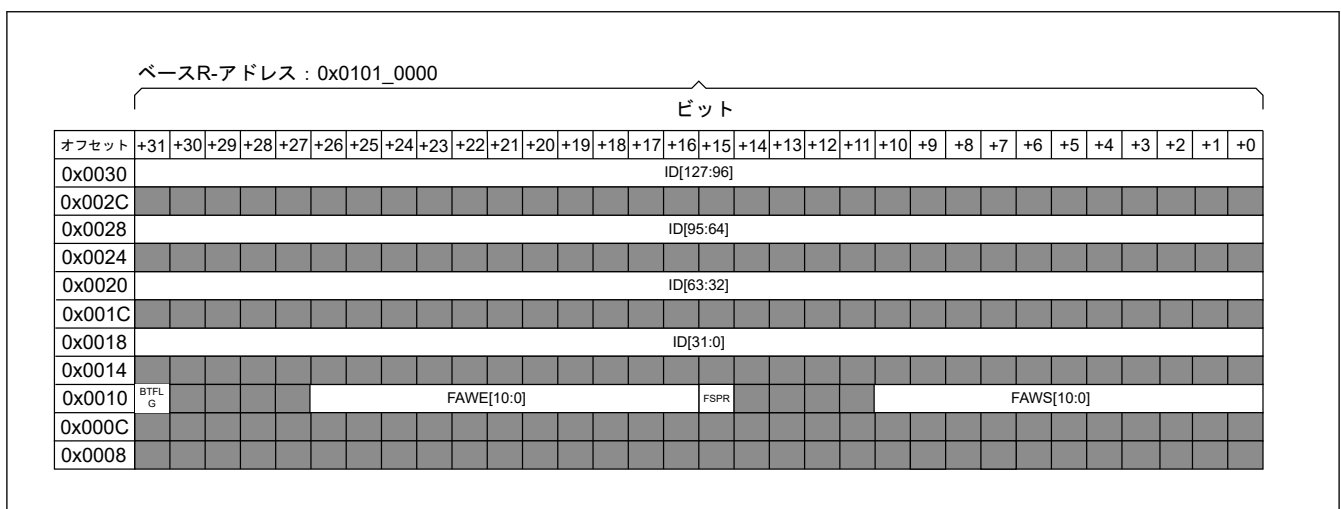 ベースR-アドレス：0x0101_0000
ビット
オフセット +31 +30 +29 +28 +27 +26 +25 +24 +23 +22 +21 +20 +19 +18 +17 +16 +15 +14 +13 +12 +11 +10 +9 +8 +7 +6 +5 +4 +3 +2 +1 +0
0x0030 ID[127:96]
0x002C
0x0028 ID[95:64]
0x0024
0x0020 ID[63:32]
0x001C
0x0018 ID[31:0]
0x0014
0x0010 BTFL
G FAWE[10:0] FSPR FAWS[10:0]
0x000C
0x0008